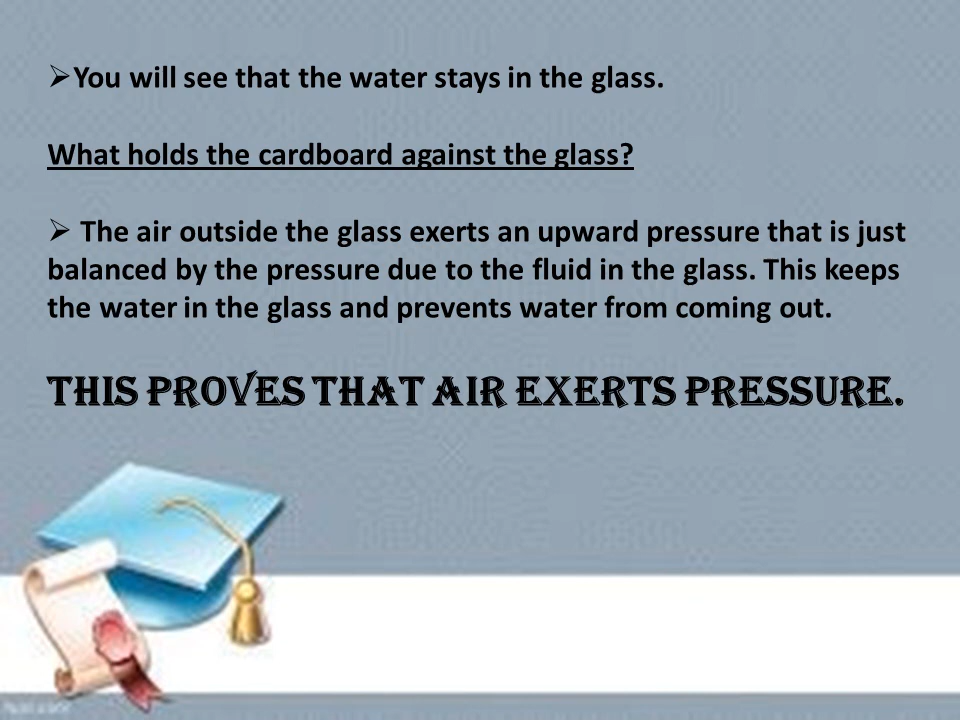 ➢You will see that the water stays in the glass.
What holds the cardboard against the glass?
➢ The air outside the glass exerts an upward pressure that is just
balanced by the pressure due to the fluid in the glass. This keeps
the water in the glass and prevents water from coming out.
THIS PROVES THAT AIR EXERTS PRESSURE.